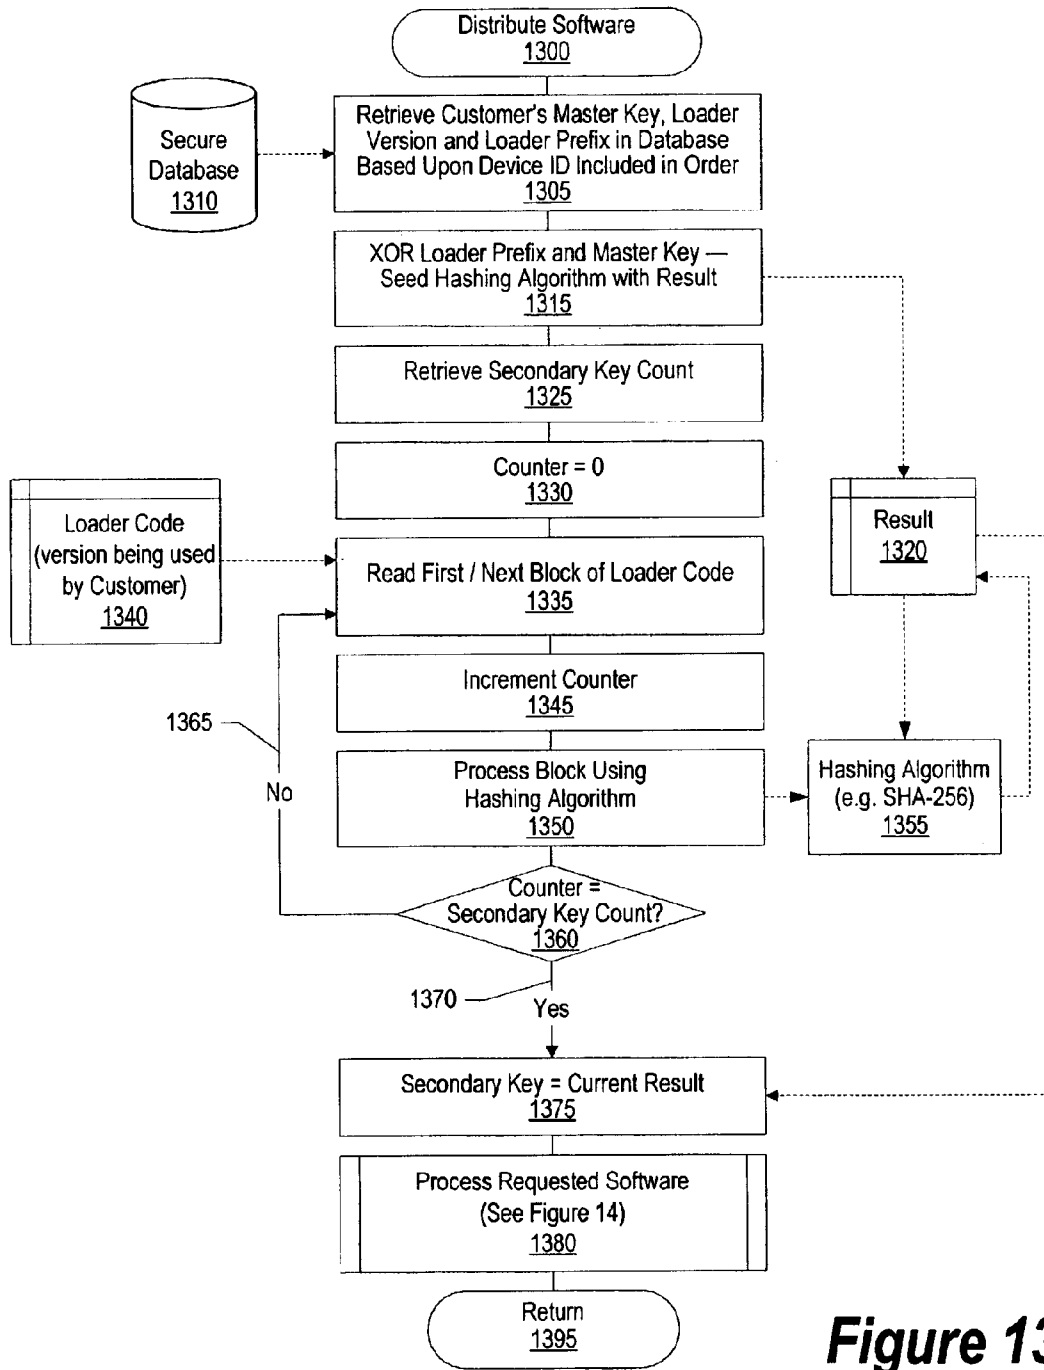 Distribute Software
1300
Secure
Database
1310
Retrieve Customer's Master Key, Loader
Version and Loader Prefix in Database
Based Upon Device ID Included in Order
1305
XOR Loader Prefix and Master Key —
Seed Hashing Algorithm with Result
1315
Retrieve Secondary Key Count
1325
Counter = 0
1330
Loader Code
(version being used
by Customer)
1340
Result
1320
Read First / Next Block of Loader Code
1335
Increment Counter
1345
1365
No
Process Block Using
Hashing Algorithm
1350
Hashing Algorithm
(e.g. SHA-256)
1355
Counter =
Secondary Key Count?
1360
1370
Yes
Secondary Key = Current Result
1375
Process Requested Software
(See Figure 14)
1380
Return
1395
Figure 13